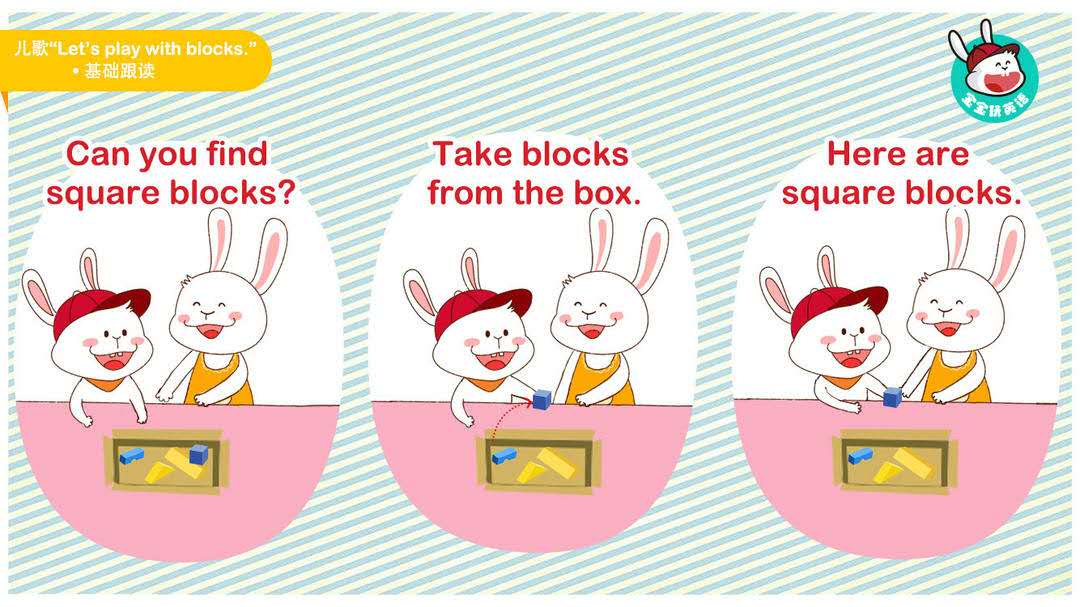 儿歌“Let’s play with blocks.”
• 基础跟读
宝宝玩英语
Can you find
square blocks?
Take blocks
from the box.
Here are
square blocks.